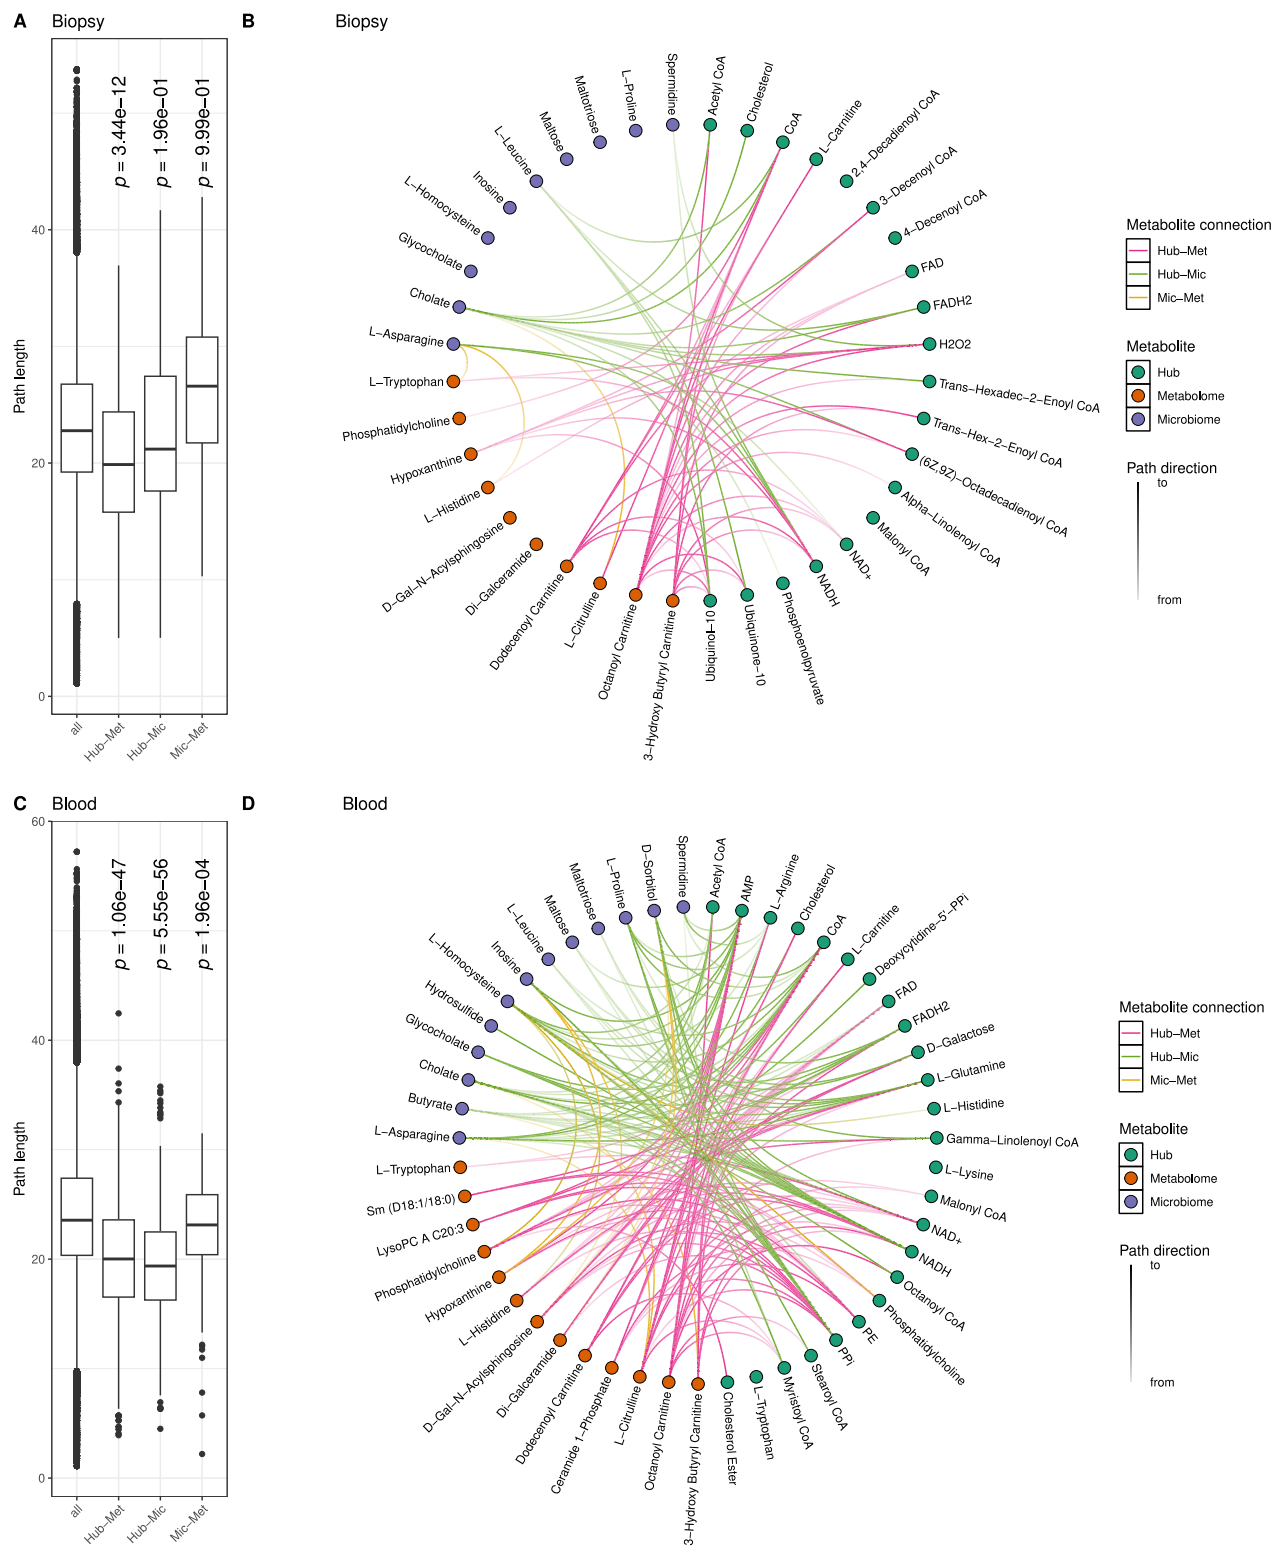 A Biopsy
Path length
40
20
0
p = 3.44e−12
p = 1.96e−01
p = 9.99e−01
all
Hub−Met
Hub−Mic
Mic−Met
B Biopsy
Spermidine
L−Proline
Maltotriose
Maltose
L−Leucine
Inosine
L−Homocysteine
Glycocholate
Cholate
L−Asparagine
L−Tryptophan
Phosphatidylcholine
Hypoxanthine
L−Histidine
D−Gal−N−Acylsphingosine
Di−Galceramide
Dodecenoyl Carnitine
L−Citrulline
Octanoyl Carnitine
3−Hydroxy Butyryl Carnitine
Acetyl CoA
Cholesterol
CoA
L−Carnitine
2,4−Decadienoyl CoA
3−Decenoyl CoA
4−Decenoyl CoA
FAD
FADH2
H2O2
Trans−Hexadec−2−Enoyl CoA
Trans−Hex−2−Enoyl CoA
(6Z,9Z)−Octadecadienoyl CoA
Alpha−Linolenoyl CoA
Malonyl CoA
NAD+
NADH
Phosphoenolpyruvate
Ubiquinone−10
Ubiquinol−10
Metabolite connection
Hub−Met
Hub−Mic
Mic−Met
Metabolite
Hub
Metabolome
Microbiome
Path direction
to
from
C Blood
Path length
60
40
20
0
p = 1.06e−47
p = 5.55e−56
p = 1.96e−04
all
Hub−Met
Hub−Mic
Mic−Met
D Blood
Spermidine
D−Sorbitol
L−Proline
Maltotriose
Maltose
L−Leucine
Inosine
L−Homocysteine
Hydrosulfide
Glycocholate
Cholate
Butyrate
L−Asparagine
L−Tryptophan
Sm (D18:1/18:0)
LysoPC A C20:3
Phosphatidylcholine
Hypoxanthine
L−Histidine
D−Gal−N−Acylsphingosine
Di−Galceramide
Dodecenoyl Carnitine
Ceramide 1−Phosphate
L−Citrulline
Octanoyl Carnitine
3−Hydroxy Butyryl Carnitine
Acetyl CoA
AMP
L−Arginine
Cholesterol
CoA
L−Carnitine
Deoxycytidine−5'−PPi
FAD
FADH2
D−Galactose
L−Glutamine
L−Histidine
Gamma−Linolenoyl CoA
L−Lysine
Malonyl CoA
NAD+
NADH
Octanoyl CoA
Phosphatidylcholine
PE
PPi
Stearoyl CoA
Myristoyl CoA
L−Tryptophan
Cholesterol Ester
Metabolite connection
Hub−Met
Hub−Mic
Mic−Met
Metabolite
Hub
Metabolome
Microbiome
Path direction
to
from